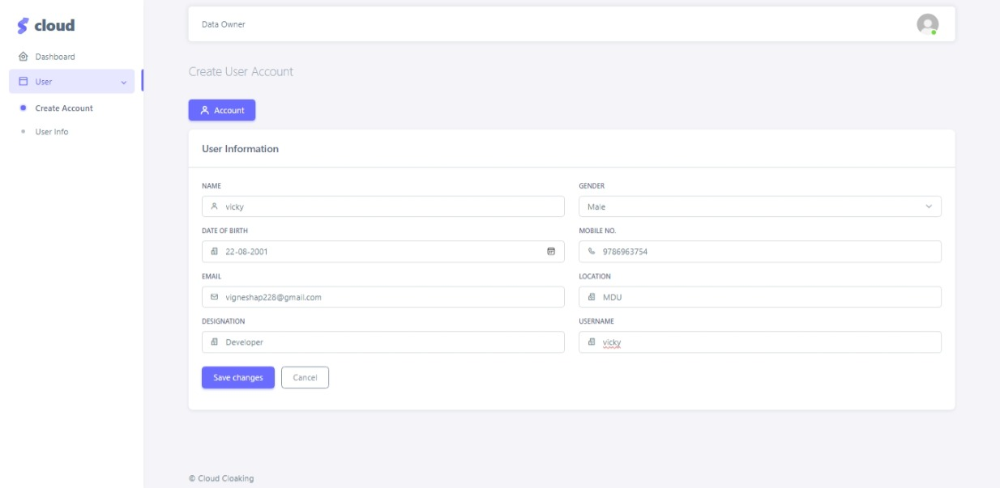 cloud
Data Owner
Dashboard
User
Create Account
User Info
Create User Account
Account
User Information
NAME
GENDER
vicky
Male
DATE OF BIRTH
MOBILE NO.
22-08-2001
9786963754
EMAIL
LOCATION
vigneshap228@gmail.com
MDU
DESIGNATION
USERNAME
Developer
vicky
Save changes
Cancel
© Cloud Cloaking